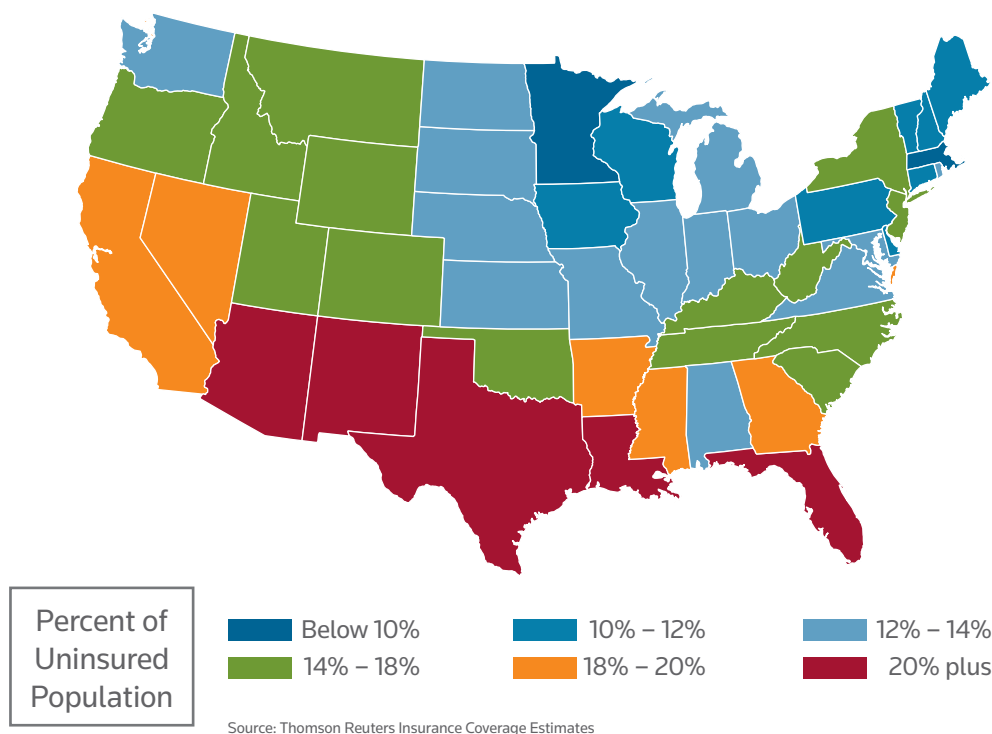 Percent of
Uninsured
Population
Below 10%
10% – 12%
12% – 14%
14% – 18%
18% – 20%
20% plus
Source: Thomson Reuters Insurance Coverage Estimates